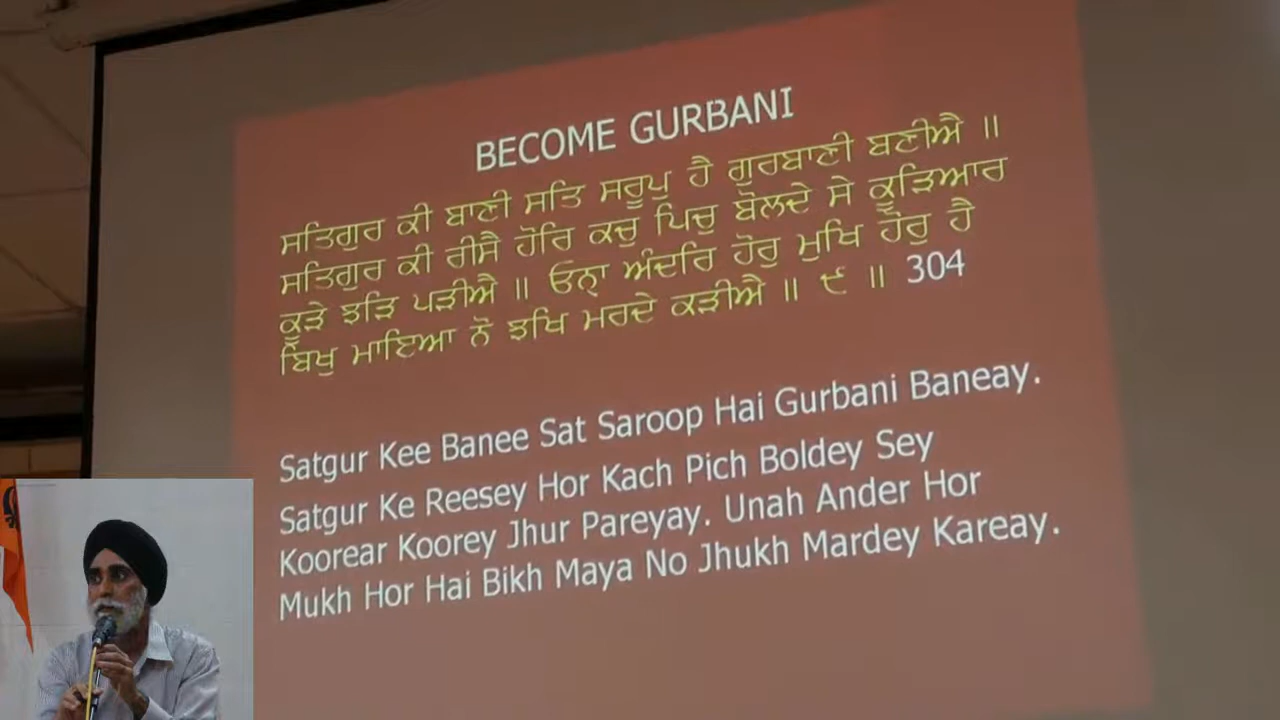 BECOME GURBANI
ਸਤਿਗੁਰ ਕੀ ਬਾਣੀ ਸਤਿ ਸਰੂਪੁ ਹੈ ਗੁਰਬਾਣੀ ਬਣੀਐ ॥
ਸਤਿਗੁਰ ਕੀ ਰੀਸੈ ਹੋਰਿ ਕਚੁ ਪਿਚੁ ਬੋਲਦੇ ਸੇ ਕੂੜਿਆਰ
ਕੂੜੇ ਝੜਿ ਪੜੀਐ ॥ ਓਨੑਾ ਅੰਦਰਿ ਹੋਰੁ ਮੁਖਿ ਹੋਰੁ ਹੈ
ਬਿਖੁ ਮਾਇਆ ਨੋ ਝਖਿ ਮਰਦੇ ਕੜੀਐ ॥ ੯ ॥ 304
Satgur Kee Banee Sat Saroop Hai Gurbani Baneay.
Satgur Ke Reesey Hor Kach Pich Boldey Sey
Koorear Koorey Jhur Pareyay. Unah Ander Hor
Mukh Hor Hai Bikh Maya No Jhukh Mardey Kareay.